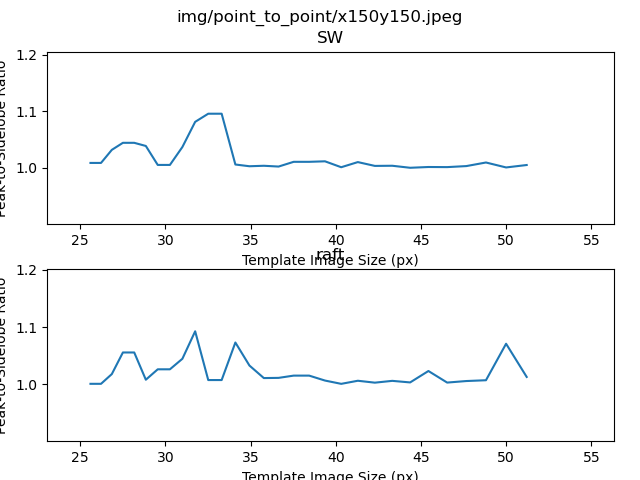 img/point_to_point/x150y150.jpeg
SW
1.2
1.1
1.0
Peak-to-Sidelobe Ratio
25 30 35 40 45 50 55
Template Image Size (px)
raft
1.2
1.1
1.0
Peak-to-Sidelobe Ratio
25 30 35 40 45 50 55
Template Image Size (px)